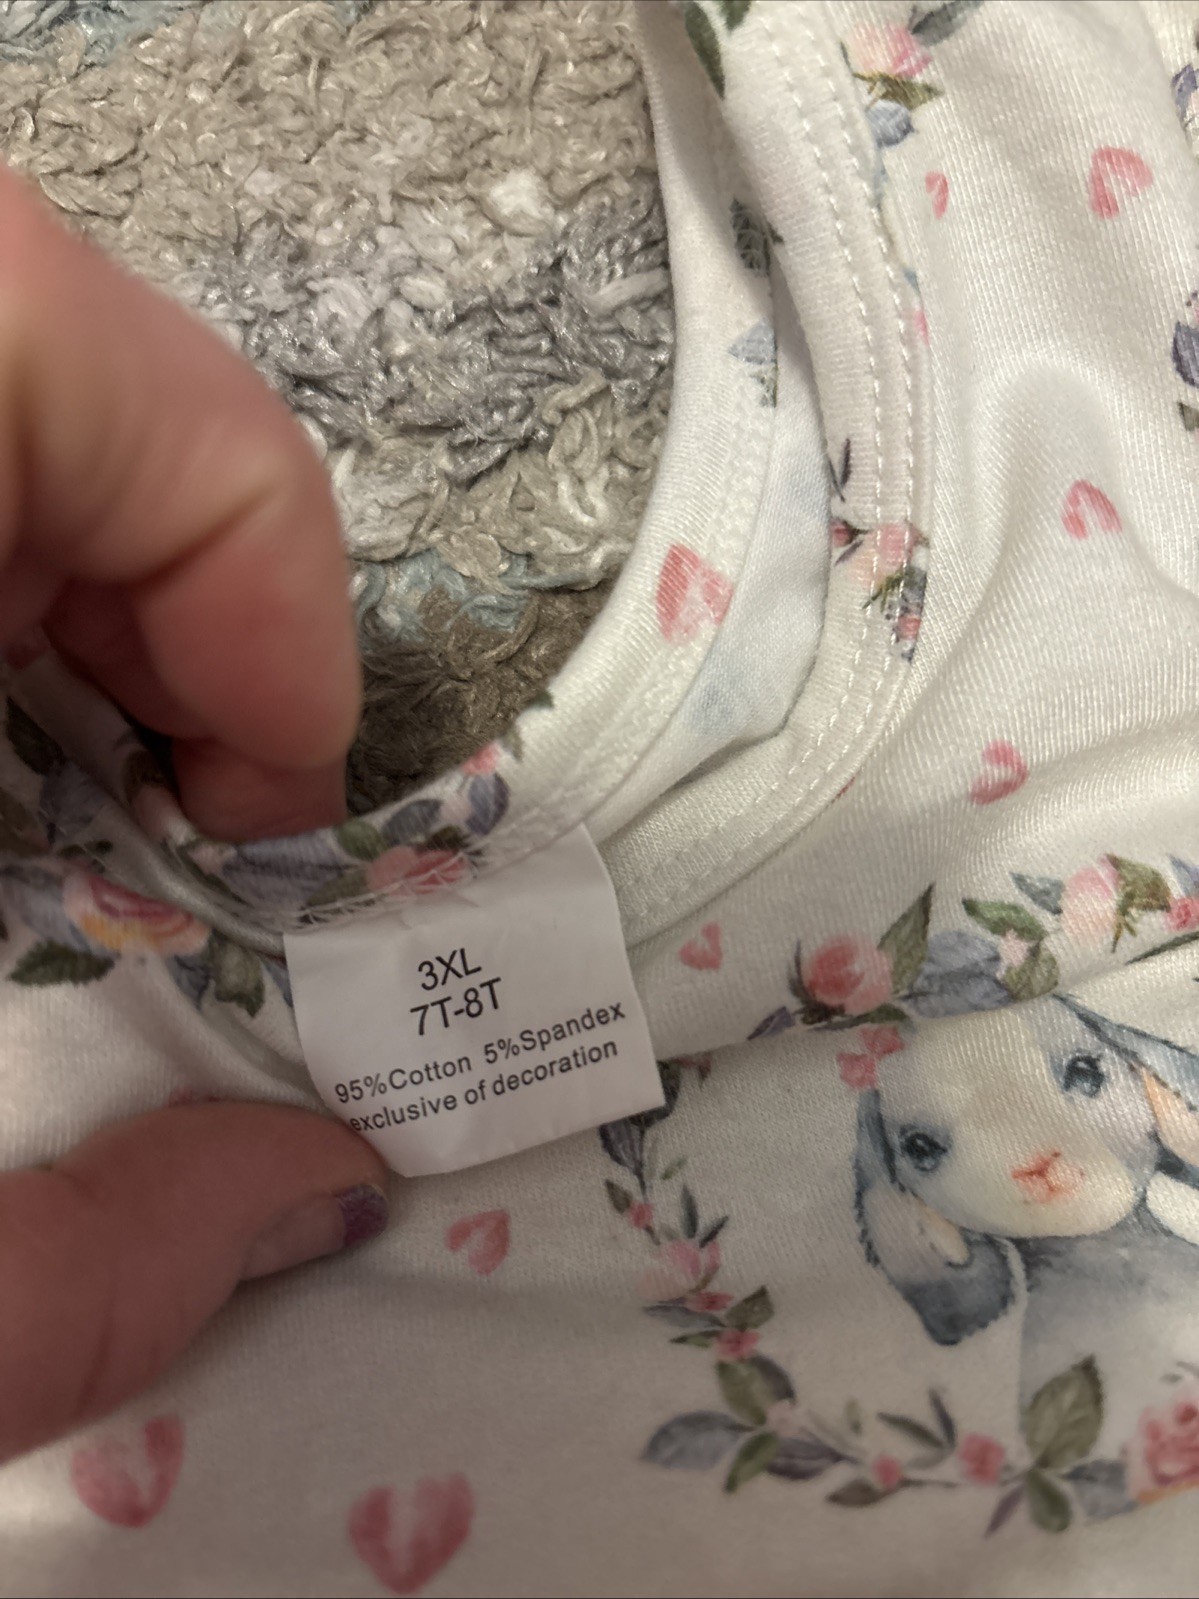 3XL
7T-8T
95%Cotton 5%Spandex
exclusive of decoration